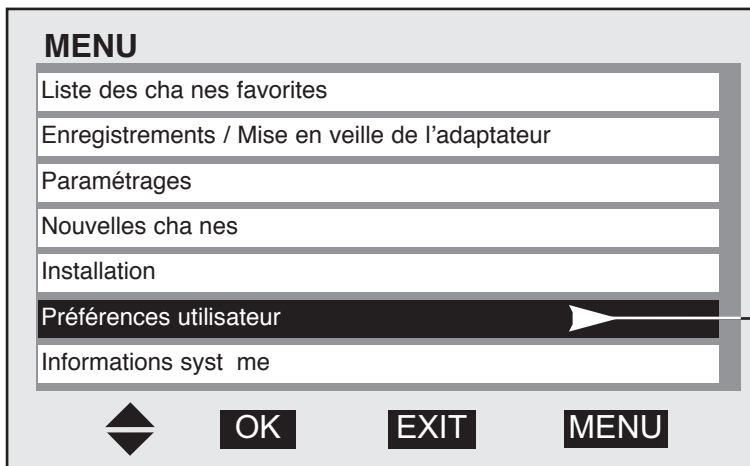 MENU
Liste des cha nes favorites
Enregistrements / Mise en veille de l’adaptateur
Paramétrages
Nouvelles cha nes
Installation
Préférences utilisateur
Informations syst me
OK EXIT MENU